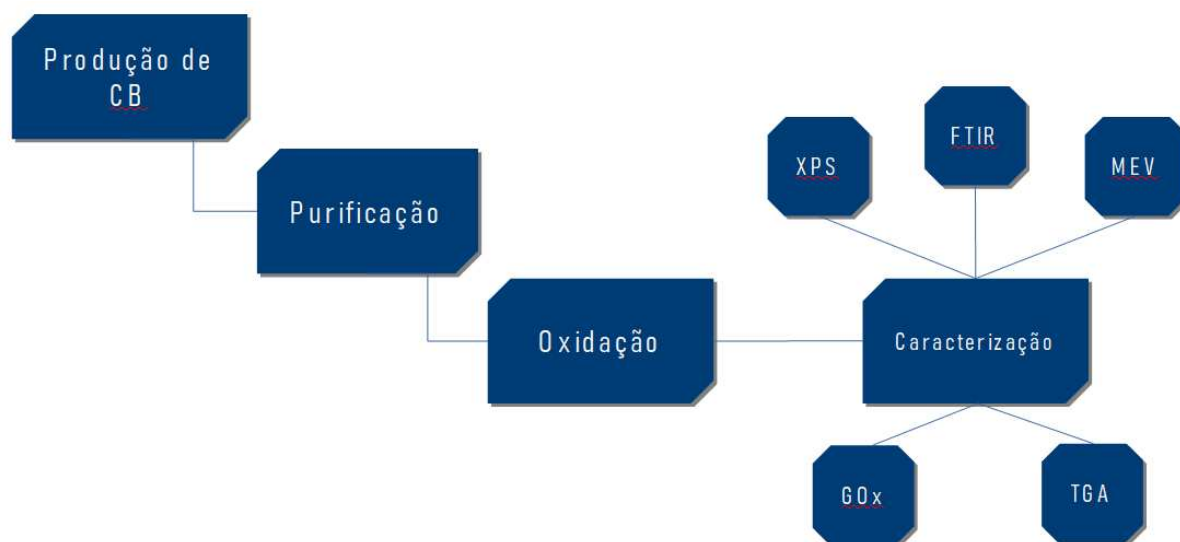 Produção de
CB
Purificação
Oxidação
XPS
FTIR
MEV
Caracterização
GOx
TGA